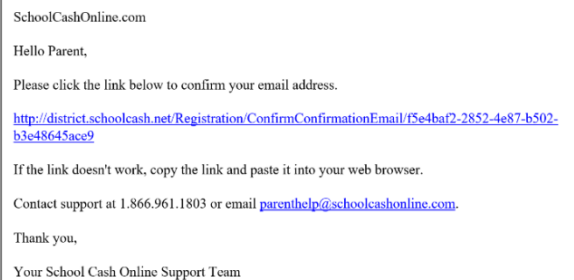 SchoolCashOnline.com
Hello Parent,
Please click the link below to confirm your email address.
http://district.schoolcash.net/Registration/ConfirmConfirmationEmail/f5e4baf2-2852-4e87-b502-
b3e48645ace9
If the link doesn't work, copy the link and paste it into your web browser.
Contact support at 1.866.961.1803 or email parenthelp@schoolcashonline.com.
Thank you,
Your School Cash Online Support Team